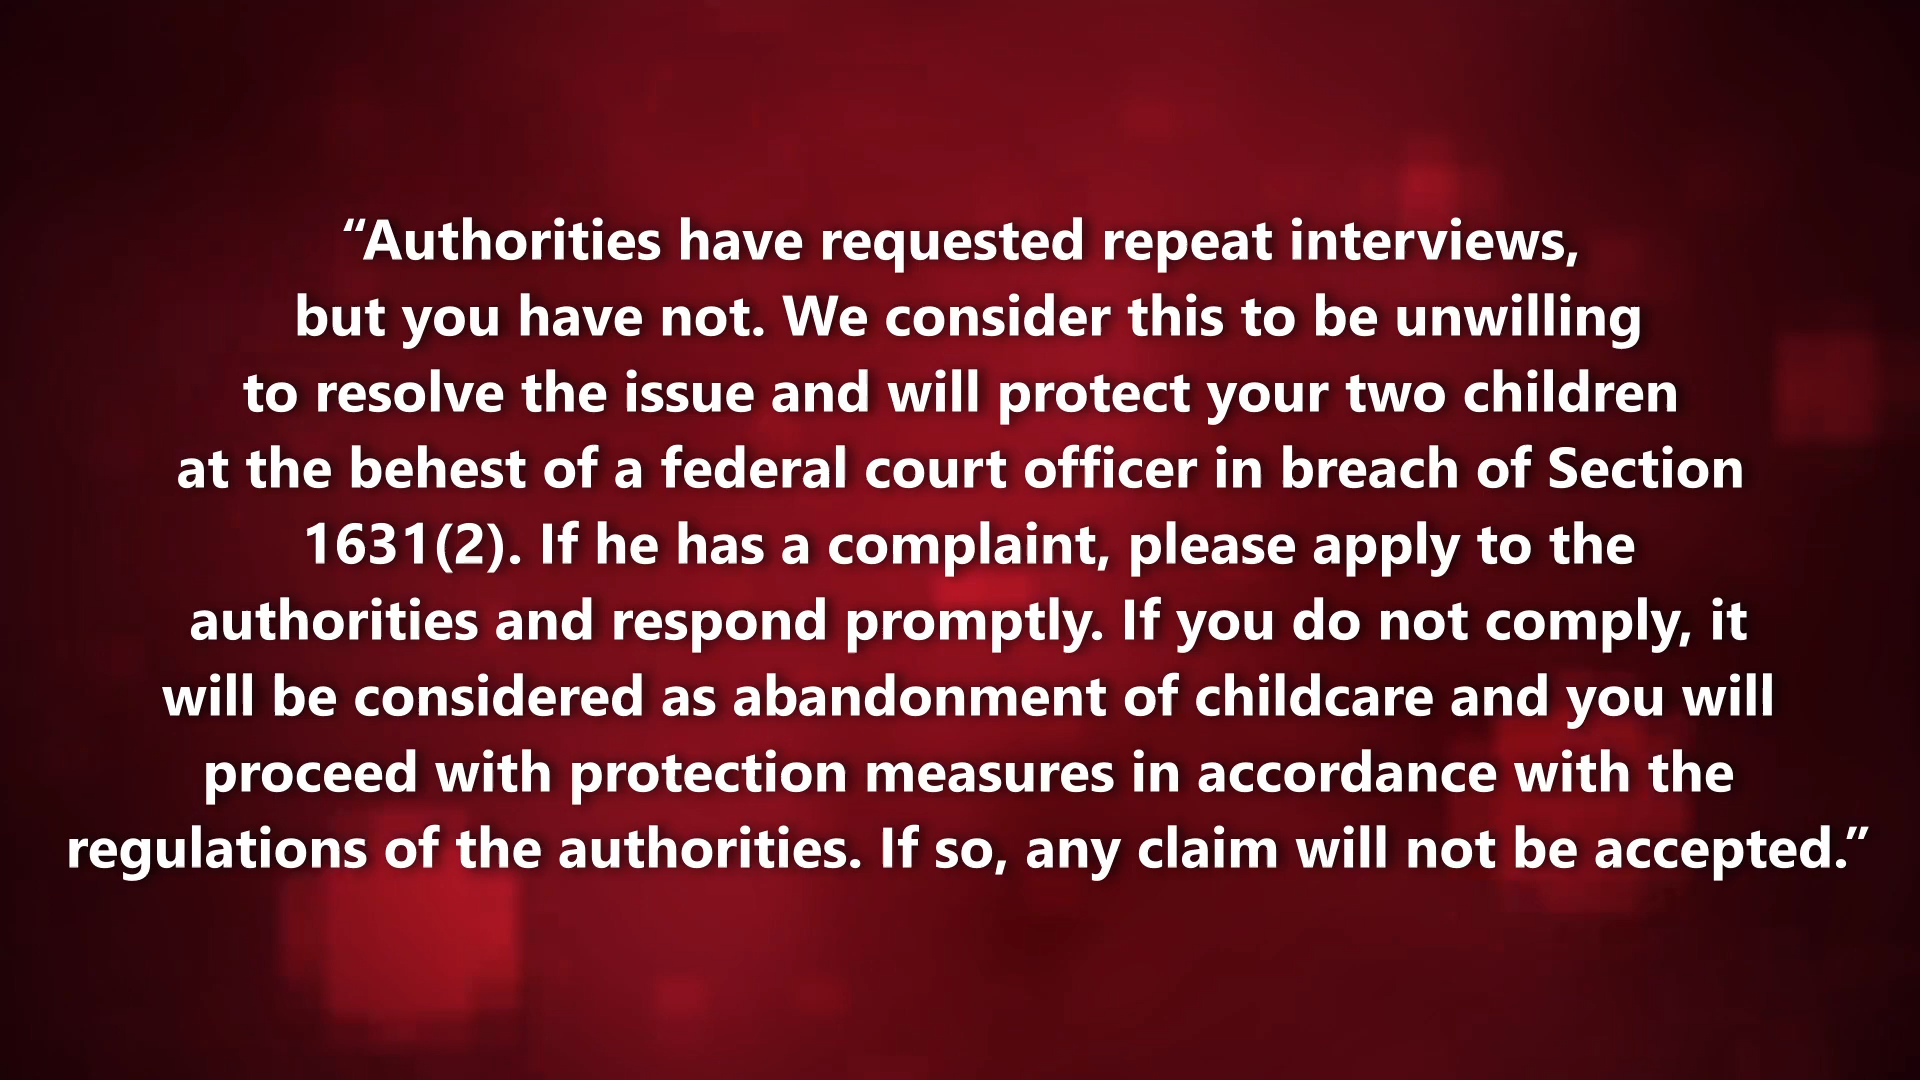 “Authorities have requested repeat interviews,
but you have not. We consider this to be unwilling
to resolve the issue and will protect your two children
at the behest of a federal court officer in breach of Section
1631(2). If he has a complaint, please apply to the
authorities and respond promptly. If you do not comply, it
will be considered as abandonment of childcare and you will
proceed with protection measures in accordance with the
regulations of the authorities. If so, any claim will not be accepted.”